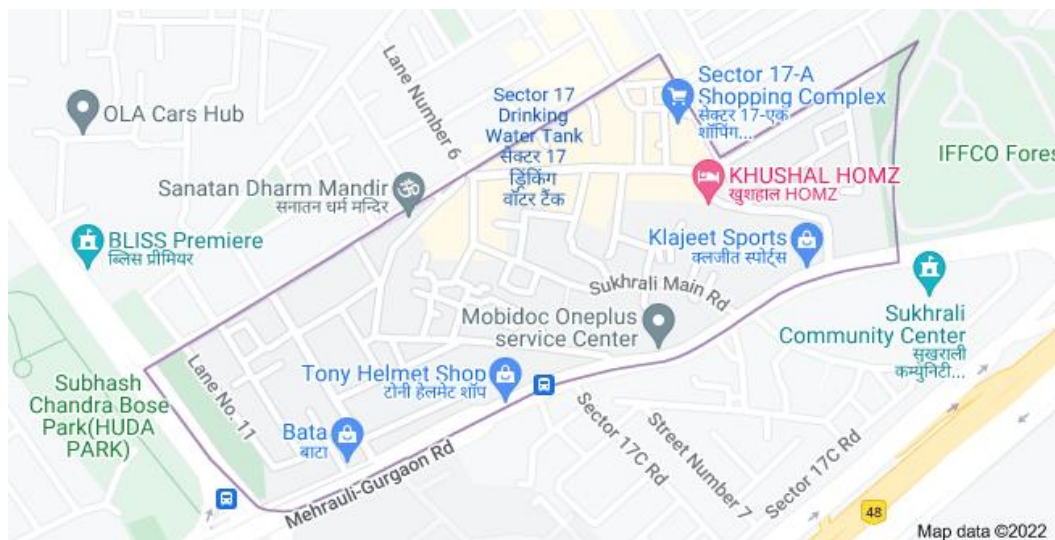 Lane Number 6
Sector 17
Drinking
Water Tank
सेक्टर 17
ड्रिंकिंग
वॉटर टैंक
Sector 17-A
Shopping Complex
सेक्टर 17-एक
शॉपिंग...
OLA Cars Hub
IFFCO Fores
Sanatan Dharm Mandir
सनातन धर्म मन्दिर
KHUSHAL HOMZ
खुशहाल HOMZ
BLISS Premiere
ब्लिस प्रीमियर
Klajeet Sports
क्लजीत स्पोर्ट्स
Sukhrali Main Rd
Mobidoc Oneplus
service Center
Sukhrali
Community Center
सुखराली
कम्युनिटी...
Lane No. 11
Tony Helmet Shop
टोनी हेलमेट शॉप
Subhash
Chandra Bose
Park(HUDA
PARK)
Bata
बाटा
Mehrauli-Gurgaon Rd
Sector 17C Rd
Street Number 7
Sector 17C Rd
48
Map data ©2022